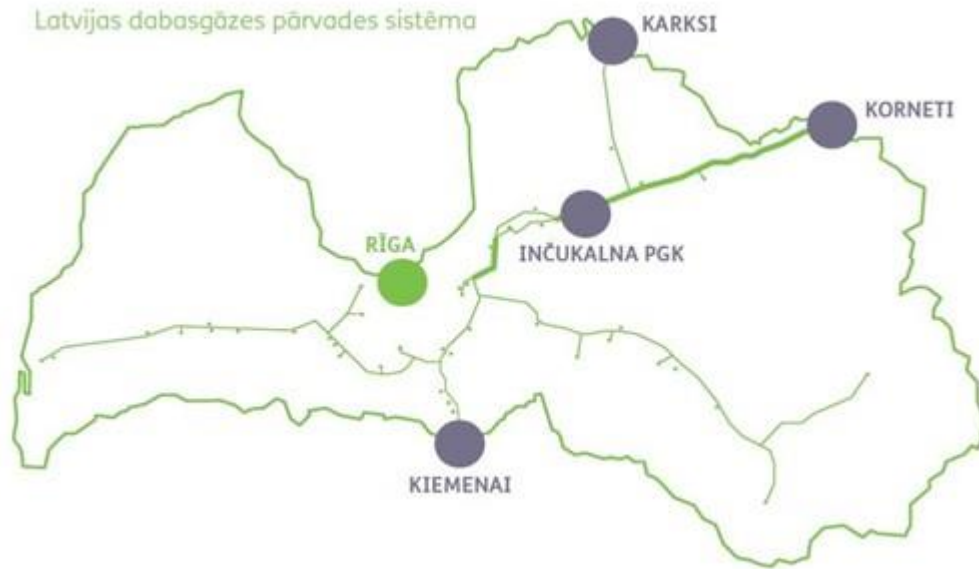 Latvijas dabasgāzes pārvades sistēma
KARKSI
KORNETI
RĪGA
INČUKALNA PGK
KIEMENAI